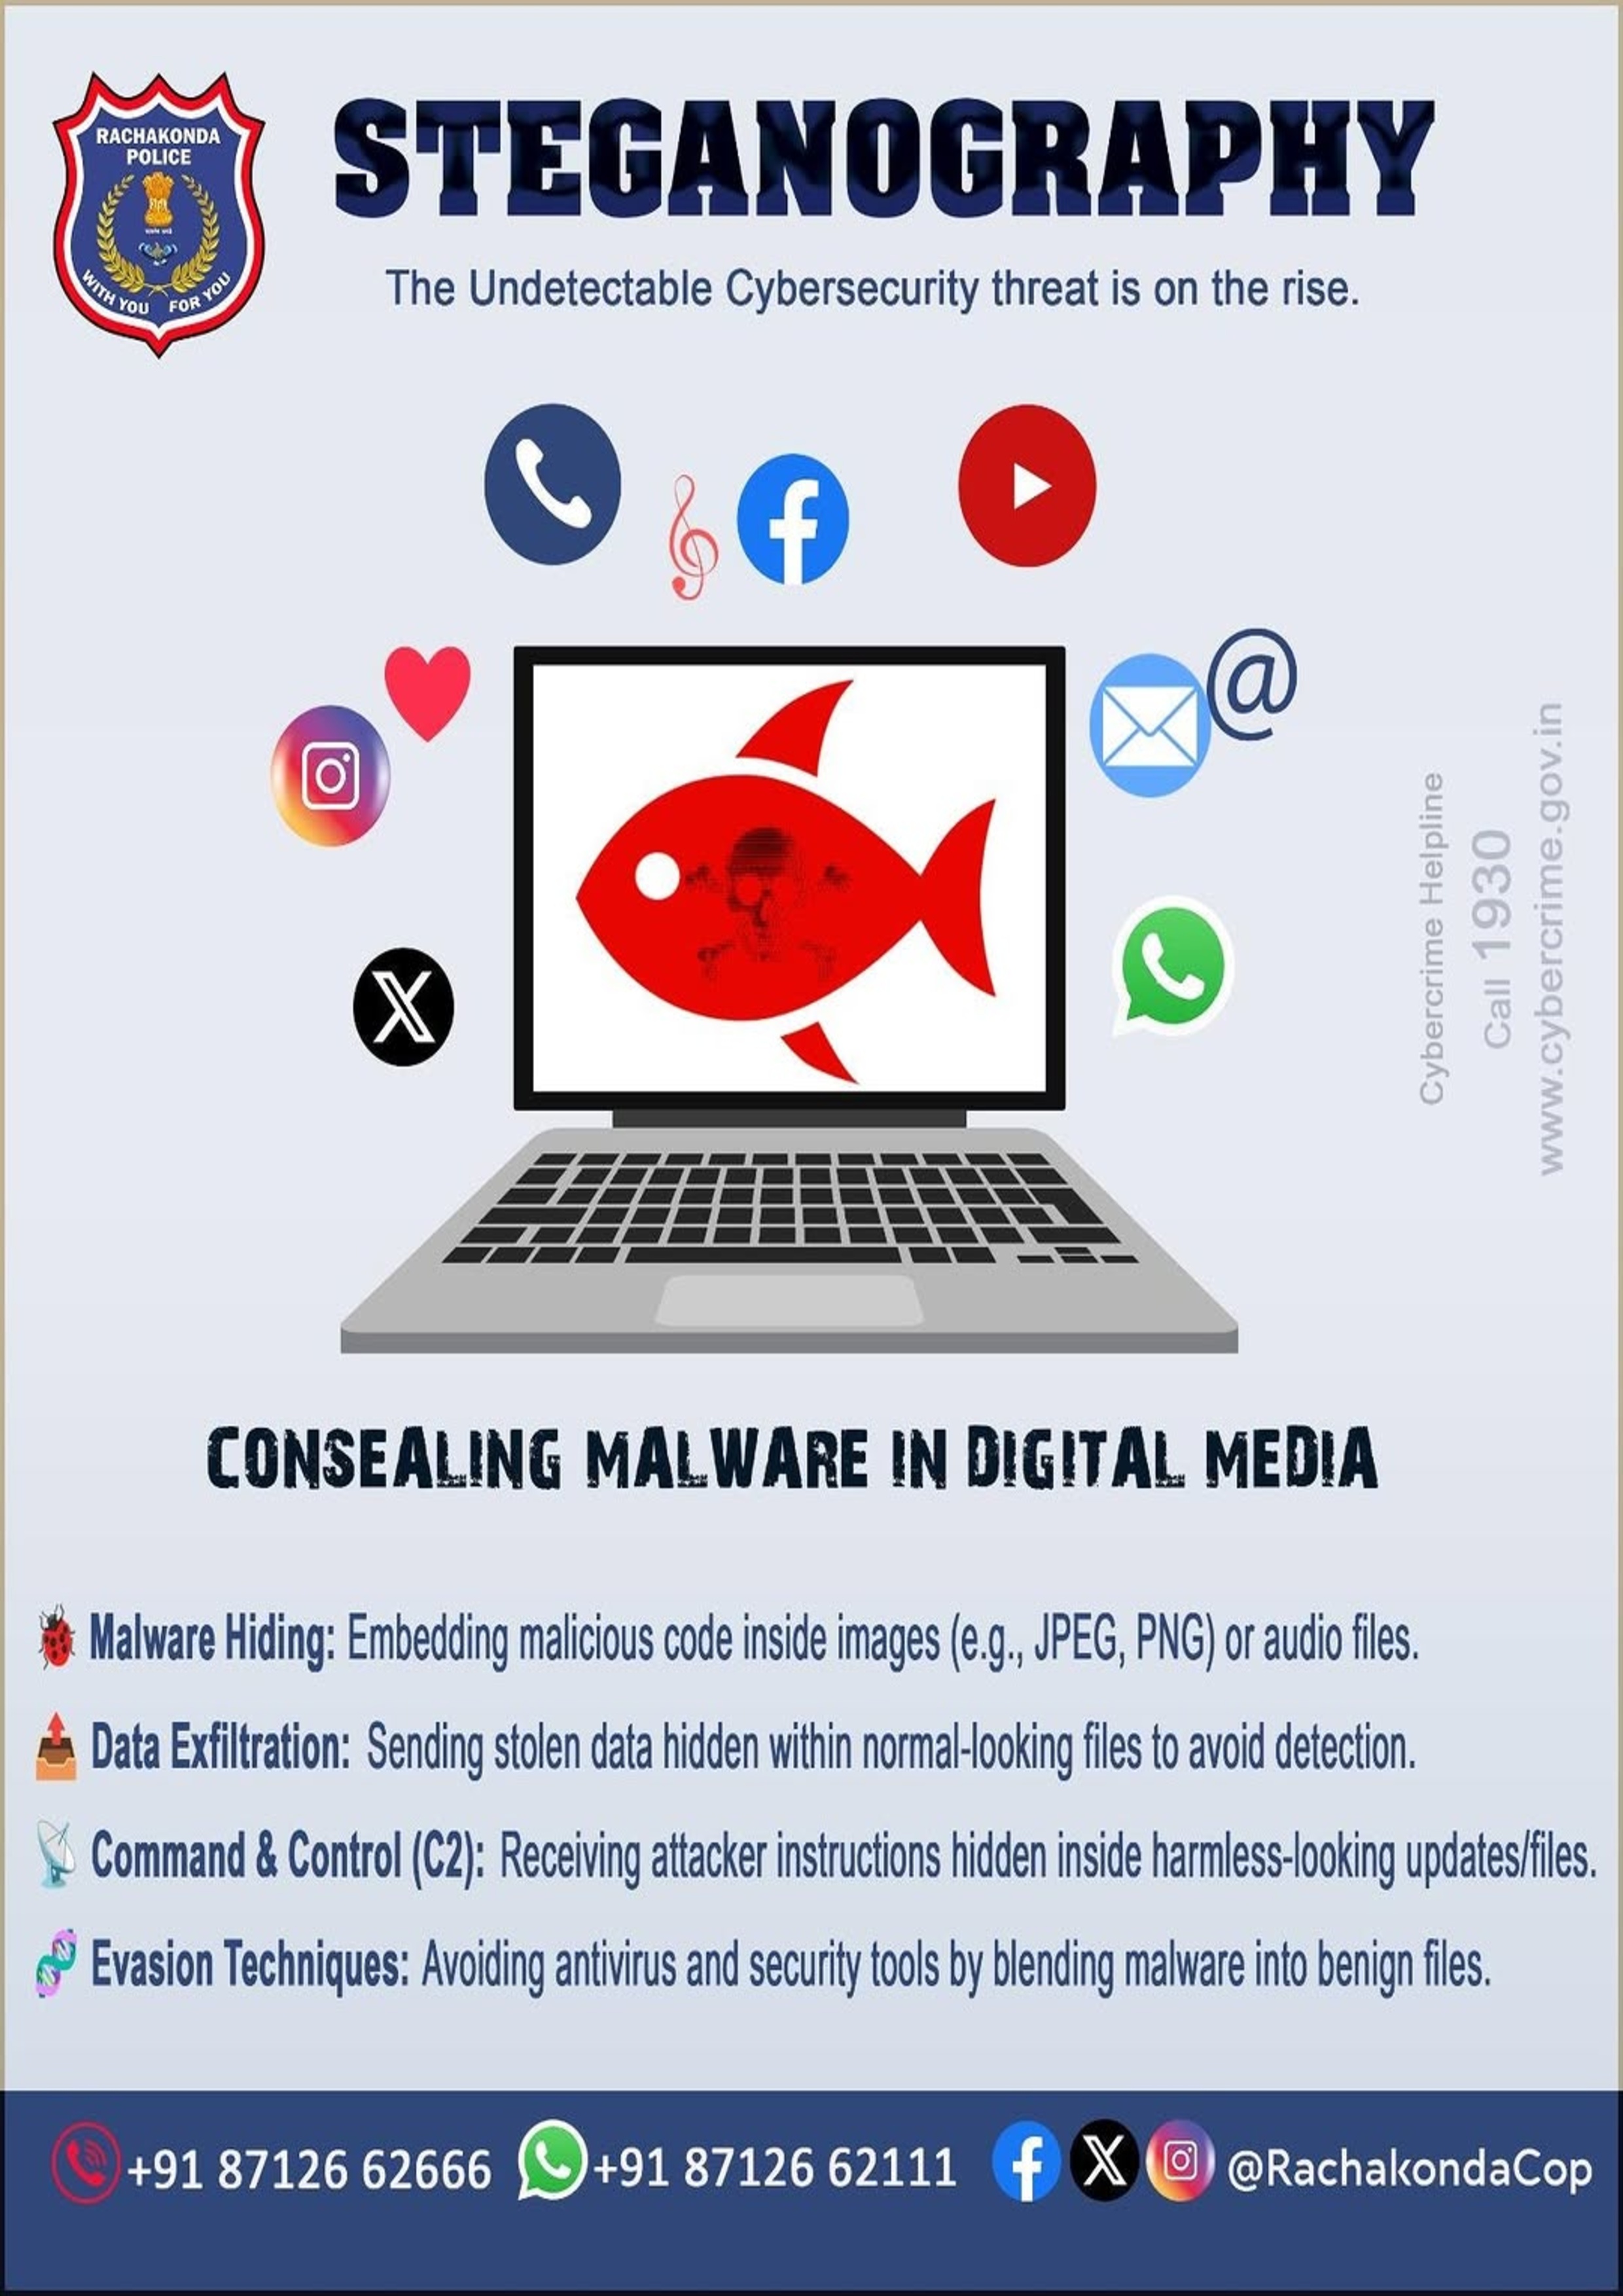 RACHAKONDA
POLICE
WITH YOU FOR YOU
STEGANOGRAPHY
The Undetectable Cybersecurity threat is on the rise.
@
Cybercrime Helpline
Call 1930
www.cybercrime.gov.in
CONSEALING MALWARE IN DIGITAL MEDIA
Malware Hiding: Embedding malicious code inside images (e.g., JPEG, PNG) or audio files.
Data Exfiltration: Sending stolen data hidden within normal-looking files to avoid detection.
Command & Control (C2): Receiving attacker instructions hidden inside harmless-looking updates/files.
Evasion Techniques: Avoiding antivirus and security tools by blending malware into benign files.
+91 87126 62666 +91 87126 62111 @RachakondaCop